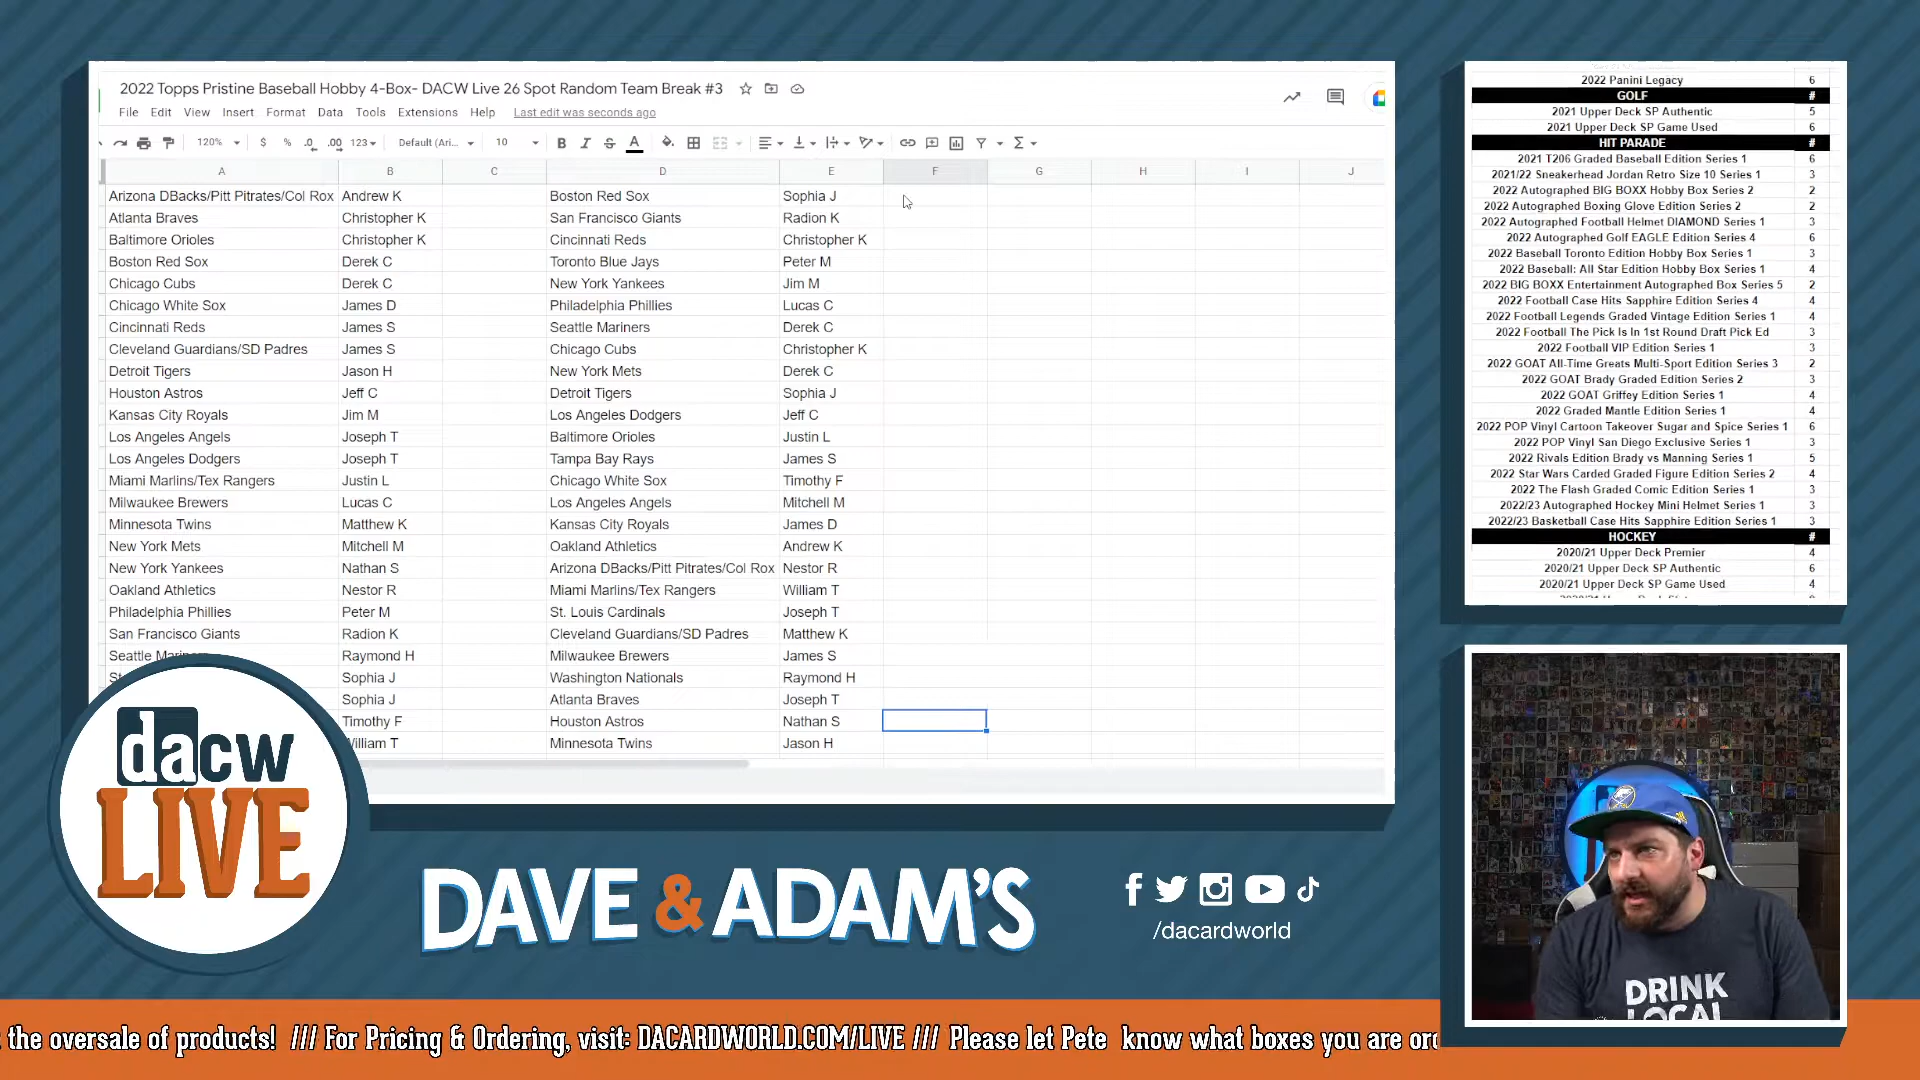 2022 Topps Pristine Baseball Hobby 4-Box- DACW Live 26 Spot Random Team Break #3
File Edit View Insert Format Data Tools Extensions Help Last edit was seconds ago
120% $ % .0 .00 123 Default (Ari... 10 B I S A
A B C D E F G H I J
Arizona DBacks/Pitt Pitrates/Col Rox Andrew K Boston Red Sox Sophia J
Atlanta Braves Christopher K San Francisco Giants Radion K
Baltimore Orioles Christopher K Cincinnati Reds Christopher K
Boston Red Sox Derek C Toronto Blue Jays Peter M
Chicago Cubs Derek C New York Yankees Jim M
Chicago White Sox James D Philadelphia Phillies Lucas C
Cincinnati Reds James S Seattle Mariners Derek C
Cleveland Guardians/SD Padres James S Chicago Cubs Christopher K
Detroit Tigers Jason H New York Mets Derek C
Houston Astros Jeff C Detroit Tigers Sophia J
Kansas City Royals Jim M Los Angeles Dodgers Jeff C
Los Angeles Angels Joseph T Baltimore Orioles Justin L
Los Angeles Dodgers Joseph T Tampa Bay Rays James S
Miami Marlins/Tex Rangers Justin L Chicago White Sox Timothy F
Milwaukee Brewers Lucas C Los Angeles Angels Mitchell M
Minnesota Twins Matthew K Kansas City Royals James D
New York Mets Mitchell M Oakland Athletics Andrew K
New York Yankees Nathan S Arizona DBacks/Pitt Pitrates/Col Rox Nestor R
Oakland Athletics Nestor R Miami Marlins/Tex Rangers William T
Philadelphia Phillies Peter M St. Louis Cardinals Joseph T
San Francisco Giants Radion K Cleveland Guardians/SD Padres Matthew K
Seattle Raymond H Milwaukee Brewers James S
Sophia J Washington Nationals Raymond H
Sophia J Atlanta Braves Joseph T
Timothy F Houston Astros Nathan S
William T Minnesota Twins Jason H
2022 Panini Legacy 6
GOLF #
2021 Upper Deck SP Authentic 5
2021 Upper Deck SP Game Used 6
HIT PARADE #
2021 T206 Graded Baseball Edition Series 1 6
2021/22 Sneakerhead Jordan Retro Size 10 Series 1 3
2022 Autographed BIG BOXX Hobby Box Series 2 2
2022 Autographed Boxing Glove Edition Series 2 2
2022 Autographed Football Helmet DIAMOND Series 1 3
2022 Autographed Golf EAGLE Edition Series 4 6
2022 Baseball Toronto Edition Hobby Box Series 1 3
2022 Baseball: All Star Edition Hobby Box Series 1 4
2022 BIG BOXX Entertainment Autographed Box Series 5 2
2022 Football Case Hits Sapphire Edition Series 4 4
2022 Football Legends Graded Vintage Edition Series 1 4
2022 Football The Pick Is In 1st Round Draft Pick Ed 3
2022 Football VIP Edition Series 1 3
2022 GOAT All-Time Greats Multi-Sport Edition Series 3 2
2022 GOAT Brady Graded Edition Series 2 3
2022 GOAT Griffey Edition Series 1 4
2022 Graded Mantle Edition Series 1 4
2022 POP Vinyl Cartoon Takeover Sugar and Spice Series 1 6
2022 POP Vinyl San Diego Exclusive Series 1 3
2022 Rivals Edition Brady vs Manning Series 1 5
2022 Star Wars Carded Graded Figure Edition Series 2 4
2022 The Flash Graded Comic Edition Series 1 3
2022/23 Autographed Hockey Mini Helmet Series 1 3
2022/23 Basketball Case Hits Sapphire Edition Series 1 3
HOCKEY #
2020/21 Upper Deck Premier 4
2020/21 Upper Deck SP Authentic 6
2020/21 Upper Deck SP Game Used 4
dacw
LIVE
DAVE & ADAM'S
/dacardworld
DRINK
LOCAL
the oversale of products! /// For Pricing & Ordering, visit: DACARDWORLD.COM/LIVE /// Please let Pete know what boxes you are